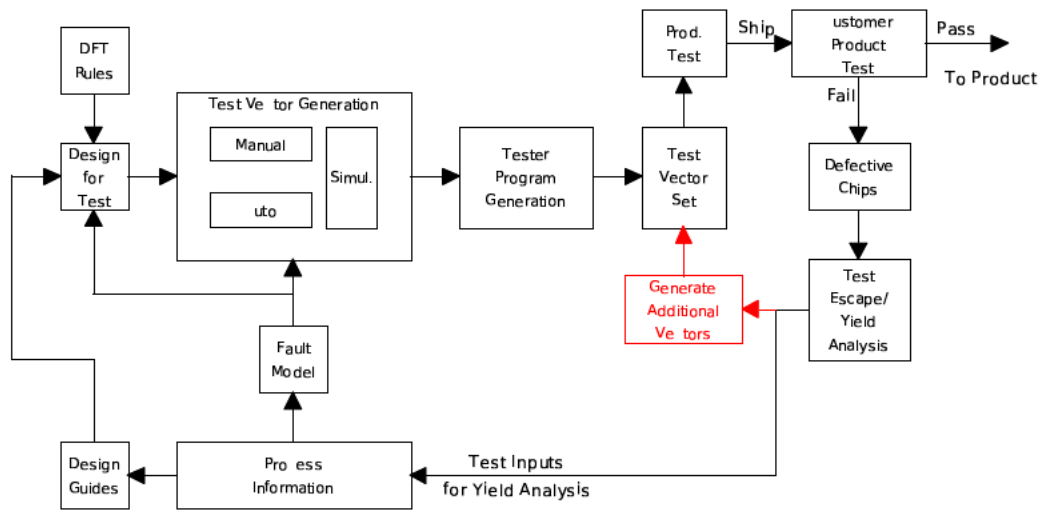 DFT
Rules
Design
for
Test
Test Ve tor Generation
Manual
uto
Simul.
Tester
Program
Generation
Test
Vector
Set
Prod.
Test
Ship
ustomer
Product
Test
Pass
To Product
Fail
Defective
Chips
Test
Escape/
Yield
Analysis
Generate
Additional
Ve tors
Fault
Model
Design
Guides
Pro ess
Information
Test Inputs
for Yield Analysis